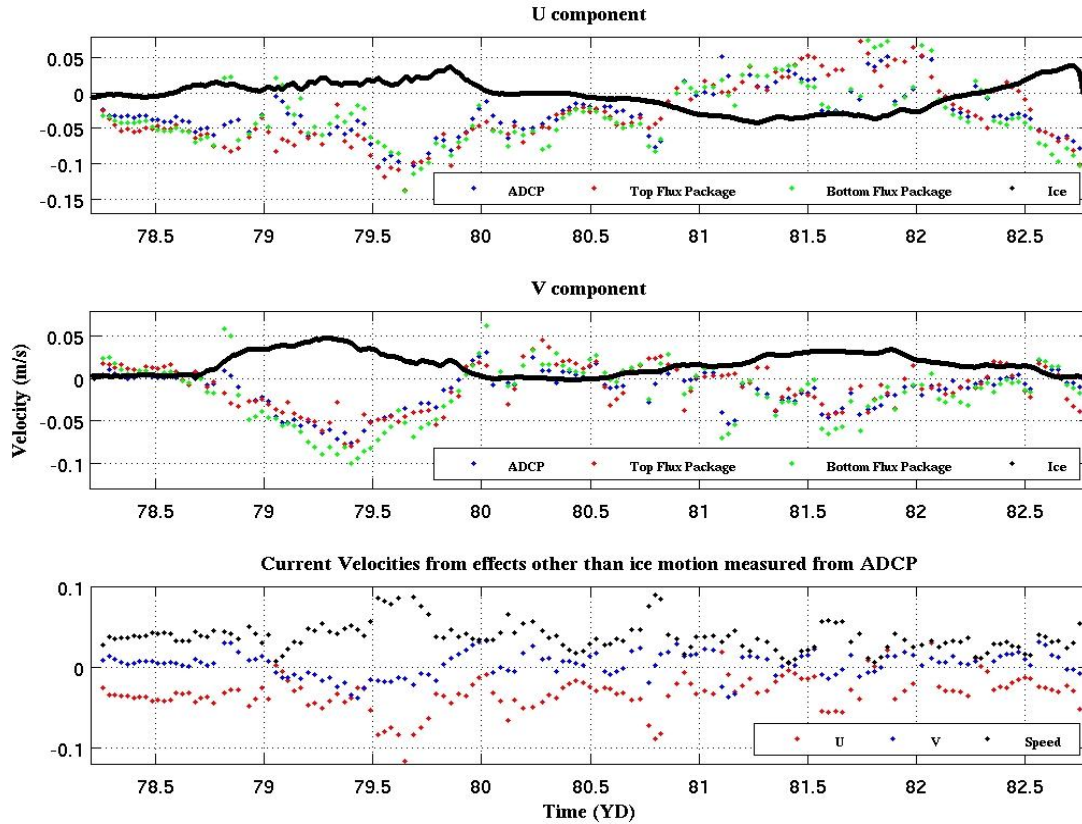 U component
0.05
0
-0.05
-0.1
-0.15
ADCP Top Flux Package Bottom Flux Package Ice
78.5 79 79.5 80 80.5 81 81.5 82 82.5
V component
Velocity (m/s)
0.05
0
-0.05
-0.1
ADCP Top Flux Package Bottom Flux Package Ice
78.5 79 79.5 80 80.5 81 81.5 82 82.5
Current Velocities from effects other than ice motion measured from ADCP
0.1
0
-0.1
U V Speed
78.5 79 79.5 80 80.5 81 81.5 82 82.5
Time (YD)